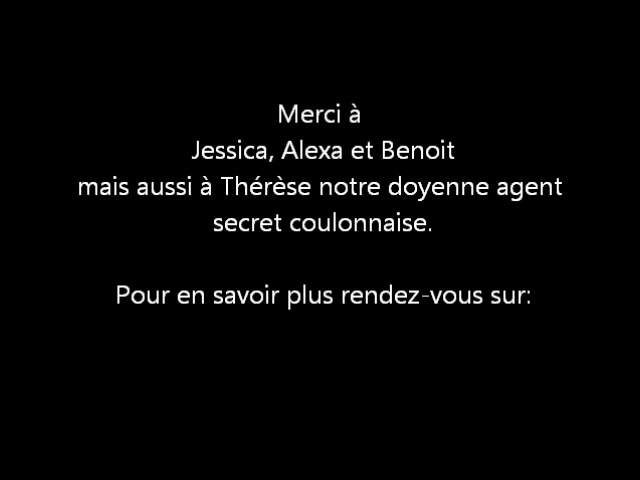 Merci à
Jessica, Alexa et Benoit
mais aussi à Thérèse notre doyenne agent
secret coulonnaise.
Pour en savoir plus rendez-vous sur: